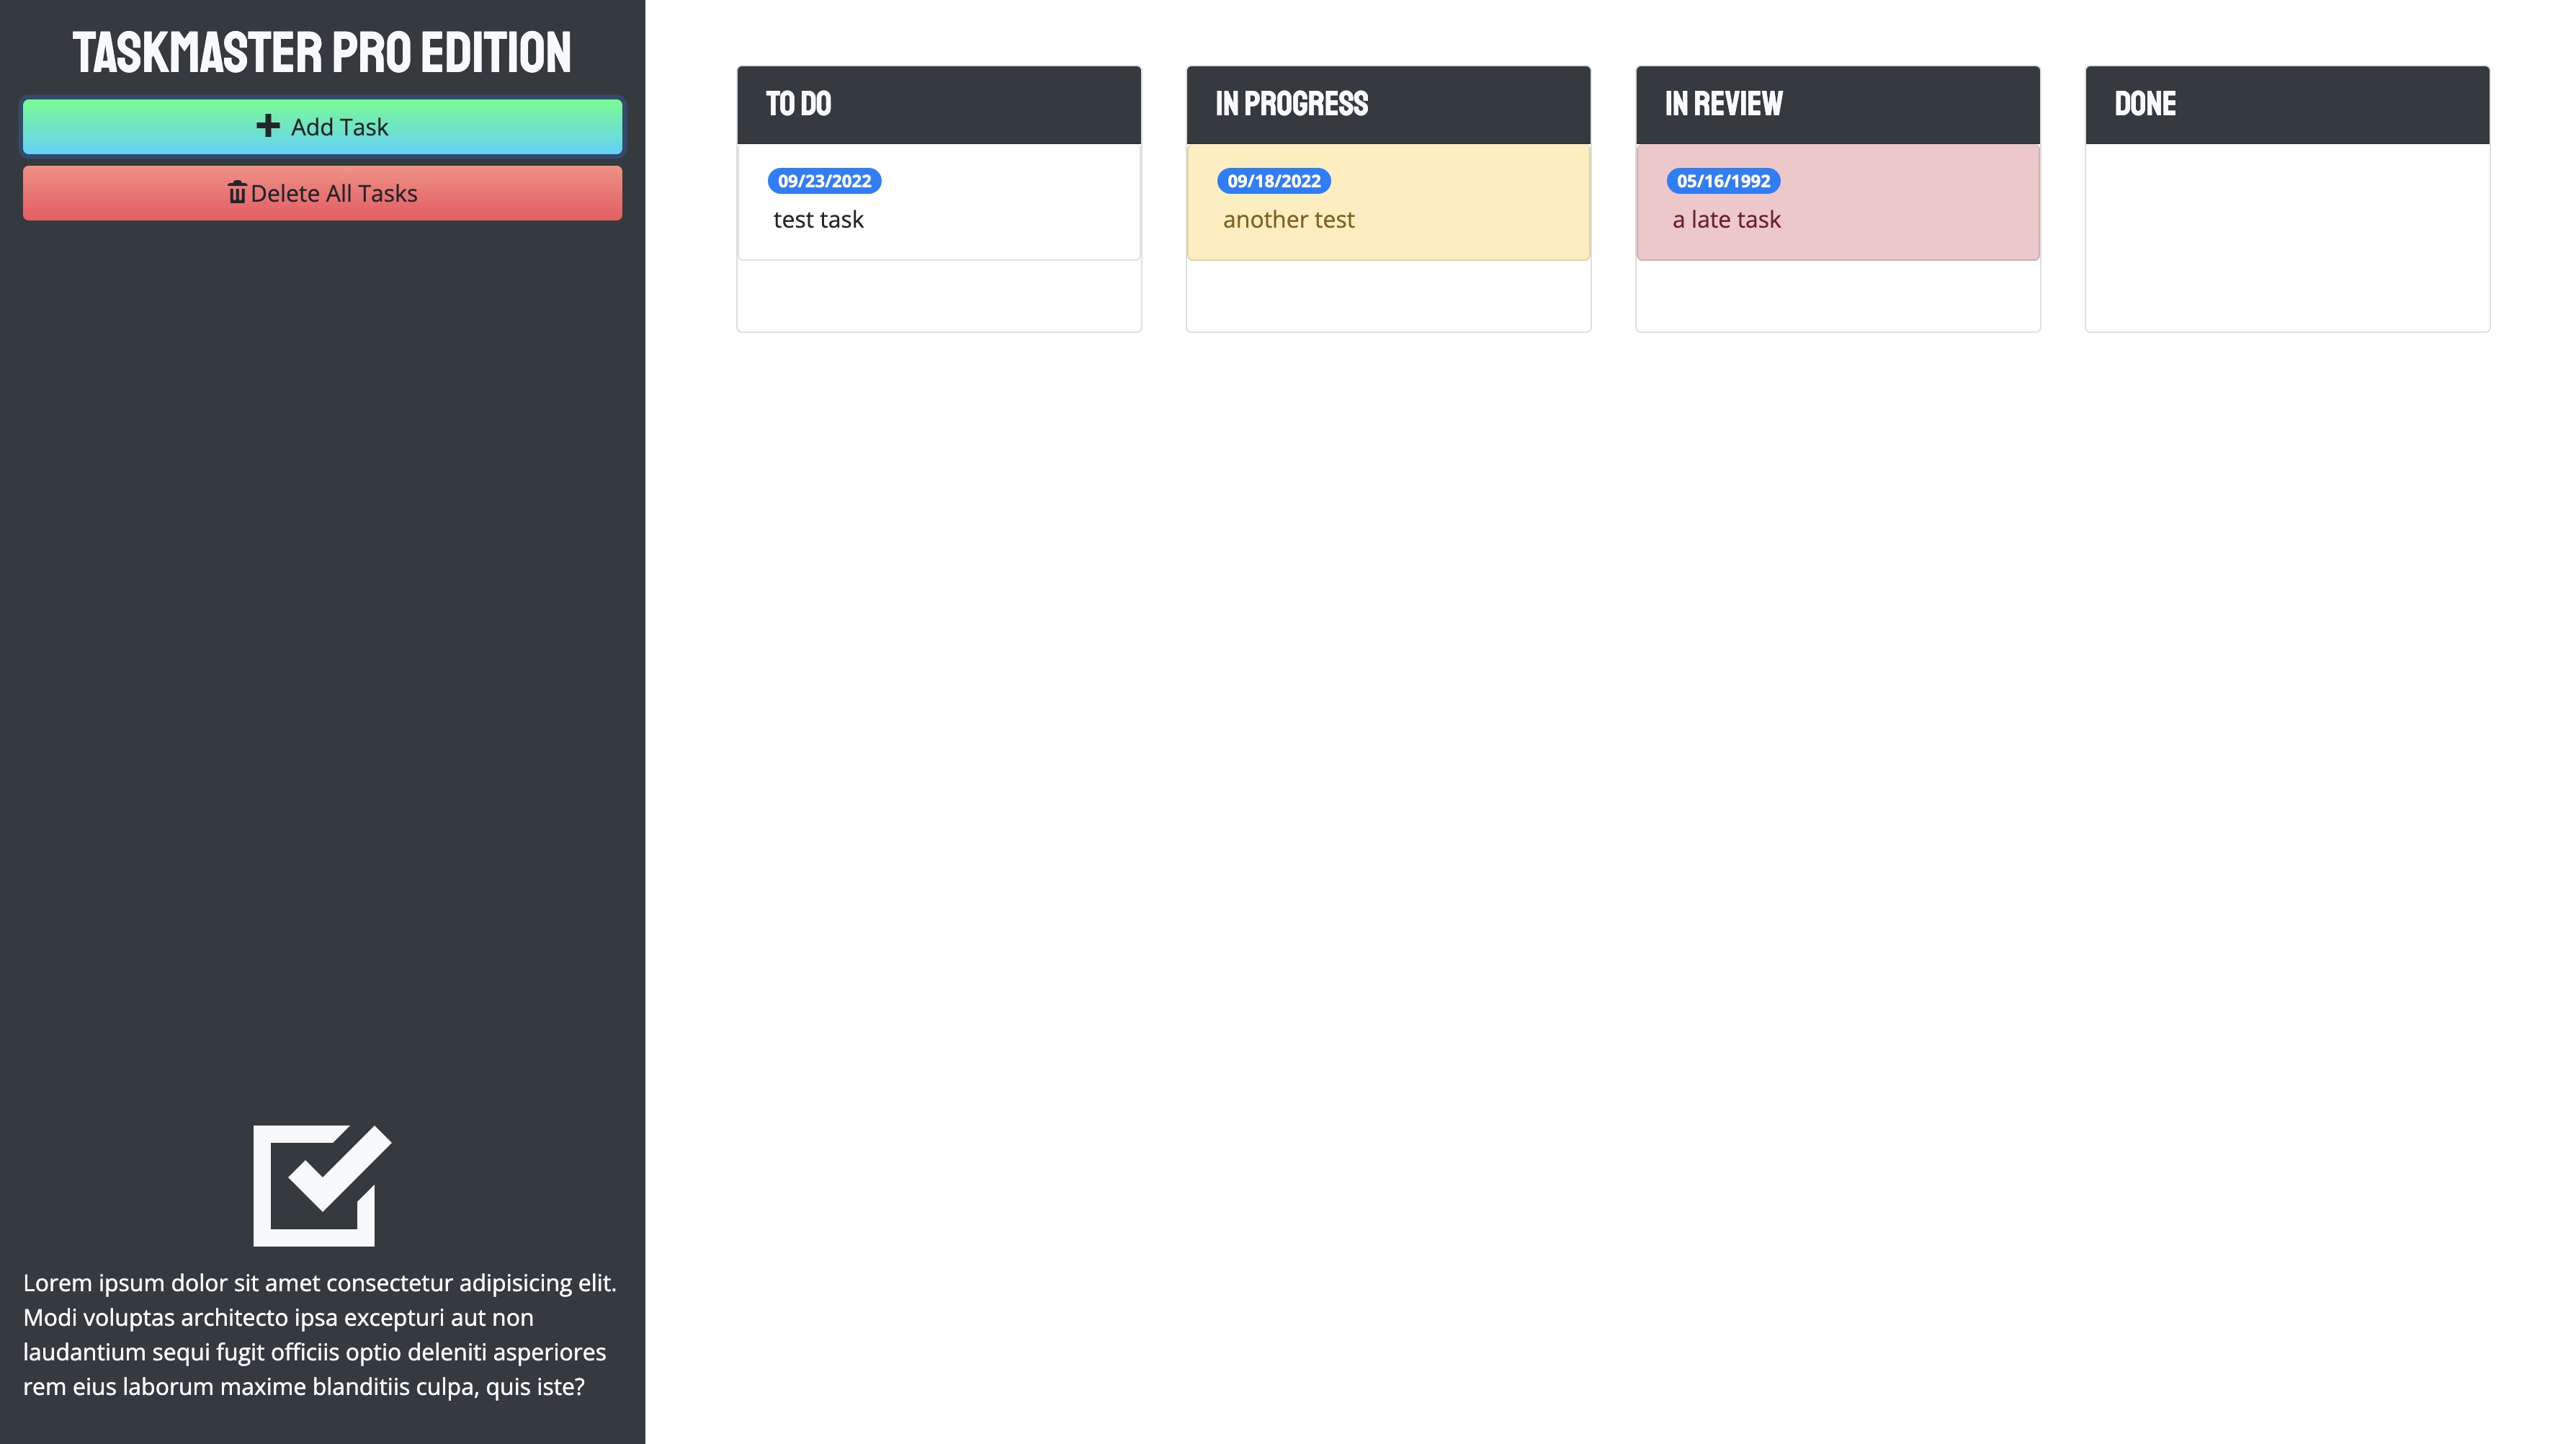 TASKMASTER PRO EDITION
Add Task
Delete All Tasks
Lorem ipsum dolor sit amet consectetur adipisicing elit.
Modi voluptas architecto ipsa excepturi aut non
laudantium sequi fugit officiis optio deleniti asperiores
rem eius laborum maxime blanditiis culpa, quis iste?
TO DO
09/23/2022
test task
IN PROGRESS
09/18/2022
another test
IN REVIEW
05/16/1992
a late task
DONE